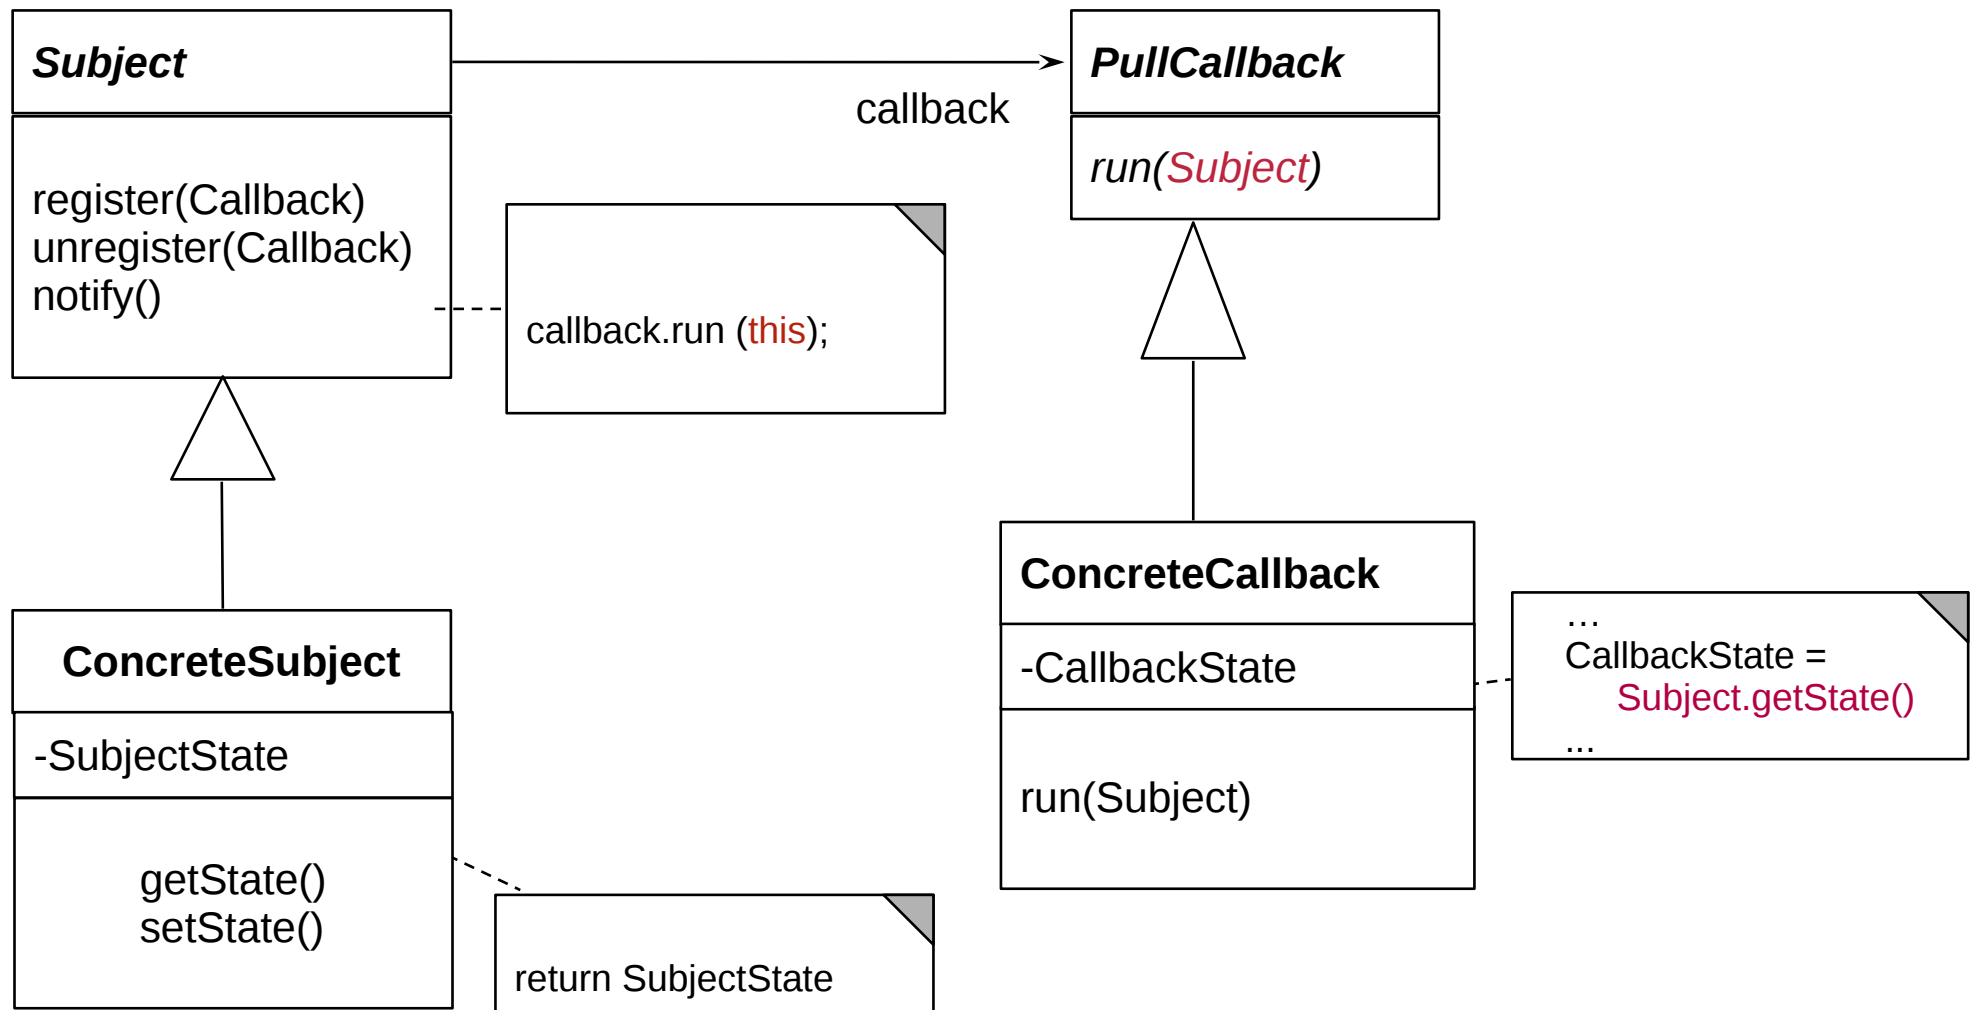 Subject
register(Callback)
unregister(Callback)
notify()
callback
PullCallback
run(Subject)
callback.run (this);
ConcreteSubject
-SubjectState
getState()
setState()
return SubjectState
ConcreteCallback
-CallbackState
run(Subject)
…
CallbackState =
Subject.getState()
...